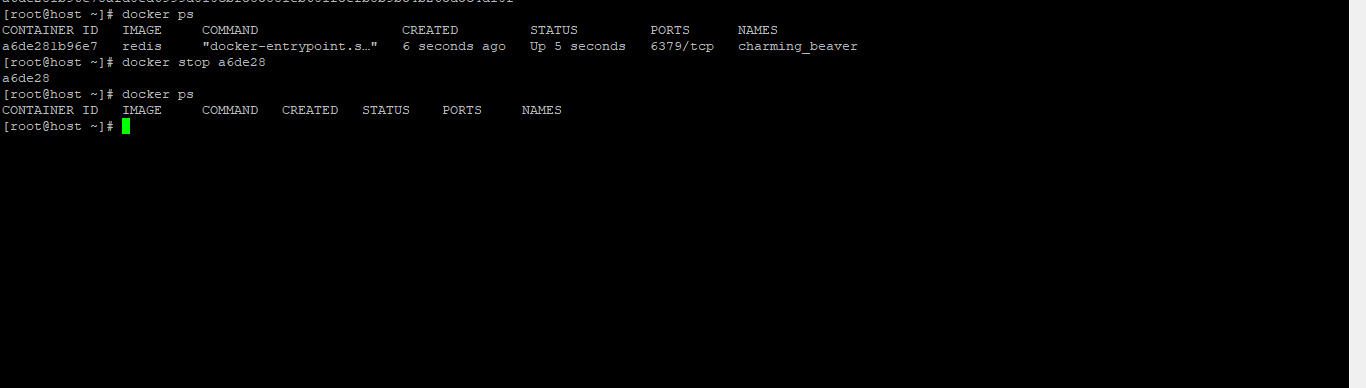 [root@host ~]# docker ps
CONTAINER ID   IMAGE     COMMAND                  CREATED         STATUS         PORTS      NAMES
a6de281b96e7   redis     "docker-entrypoint.s…"   6 seconds ago   Up 5 seconds   6379/tcp   charming_beaver
[root@host ~]# docker stop a6de28
a6de28
[root@host ~]# docker ps
CONTAINER ID   IMAGE     COMMAND   CREATED   STATUS    PORTS     NAMES
[root@host ~]#